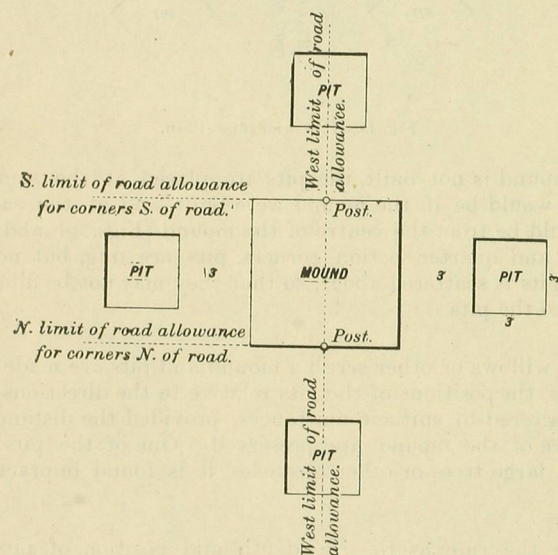 West limit of road
allowance.
PIT
S. limit of road allowance
for corners S. of road.
Post.
PIT
3
MOUND
3
PIT
3
3
N. limit of road allowance
for corners N. of road.
Post.
West limit of road
allowance.
PIT